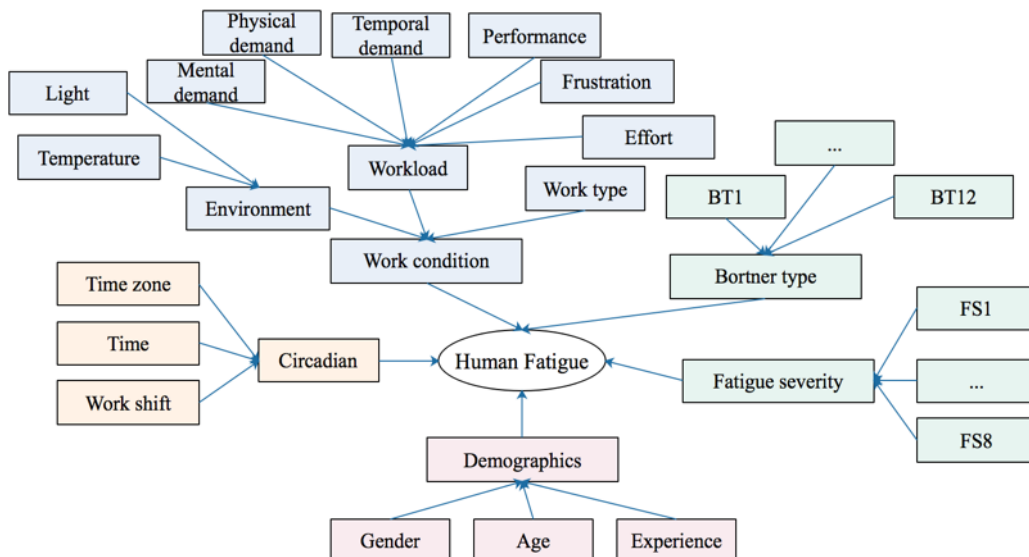 Physical
demand
Temporal
demand
Performance
Mental
demand
Frustration
Light
Effort
...
Temperature
Workload
Work type
BT1
BT12
Environment
Work condition
Bortner type
Time zone
FS1
Time
Circadian
Human Fatigue
Fatigue severity
...
Work shift
FS8
Demographics
Gender
Age
Experience